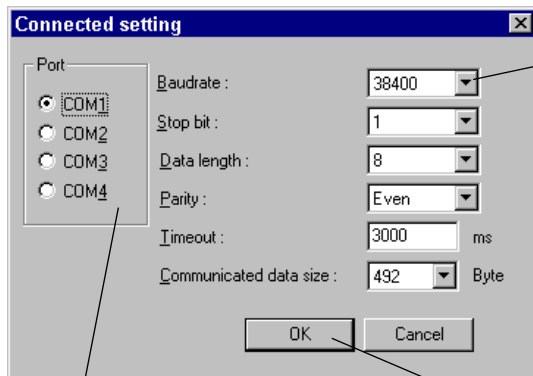 Connected setting
Port
COM1
COM2
COM3
COM4
Baudrate : 38400
Stop bit : 1
Data length : 8
Parity : Even
Timeout : 3000 ms
Communicated data size : 492 Byte
OK Cancel